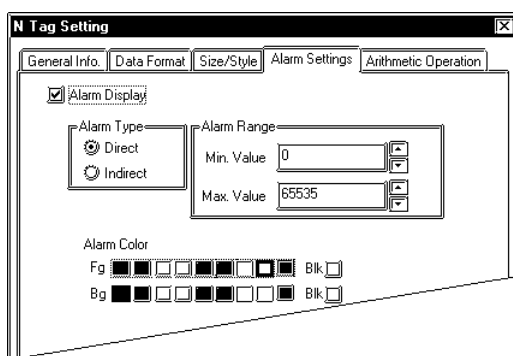 N Tag Setting
General Info. Data Format Size/Style Alarm Settings Arithmetic Operation
Alarm Display
Alarm Type
Direct
Indirect
Alarm Range
Min. Value 0
Max. Value 65535
Alarm Color
Fg Blk
Bg Blk